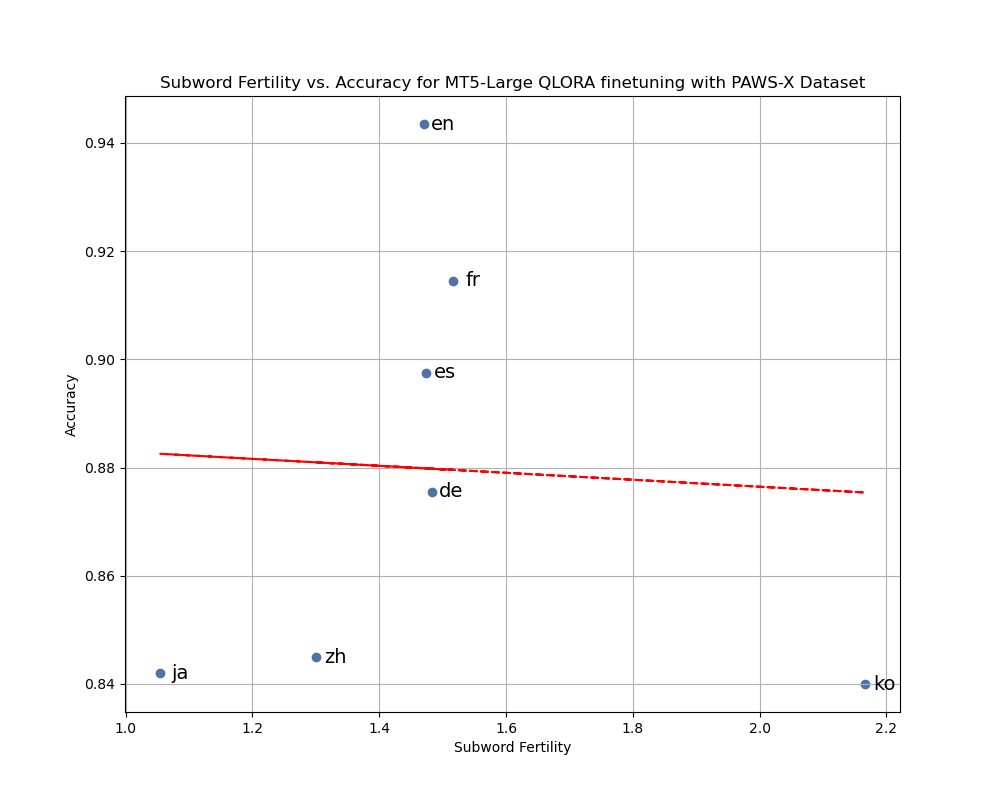 Subword Fertility vs. Accuracy for MT5-Large QLORA finetuning with PAWS-X Dataset
en
0.94
0.92
fr
0.90
es
Accuracy
0.88
de
0.86
zh
ja
0.84
ko
1.0 1.2 1.4 1.6 1.8 2.0 2.2
Subword Fertility